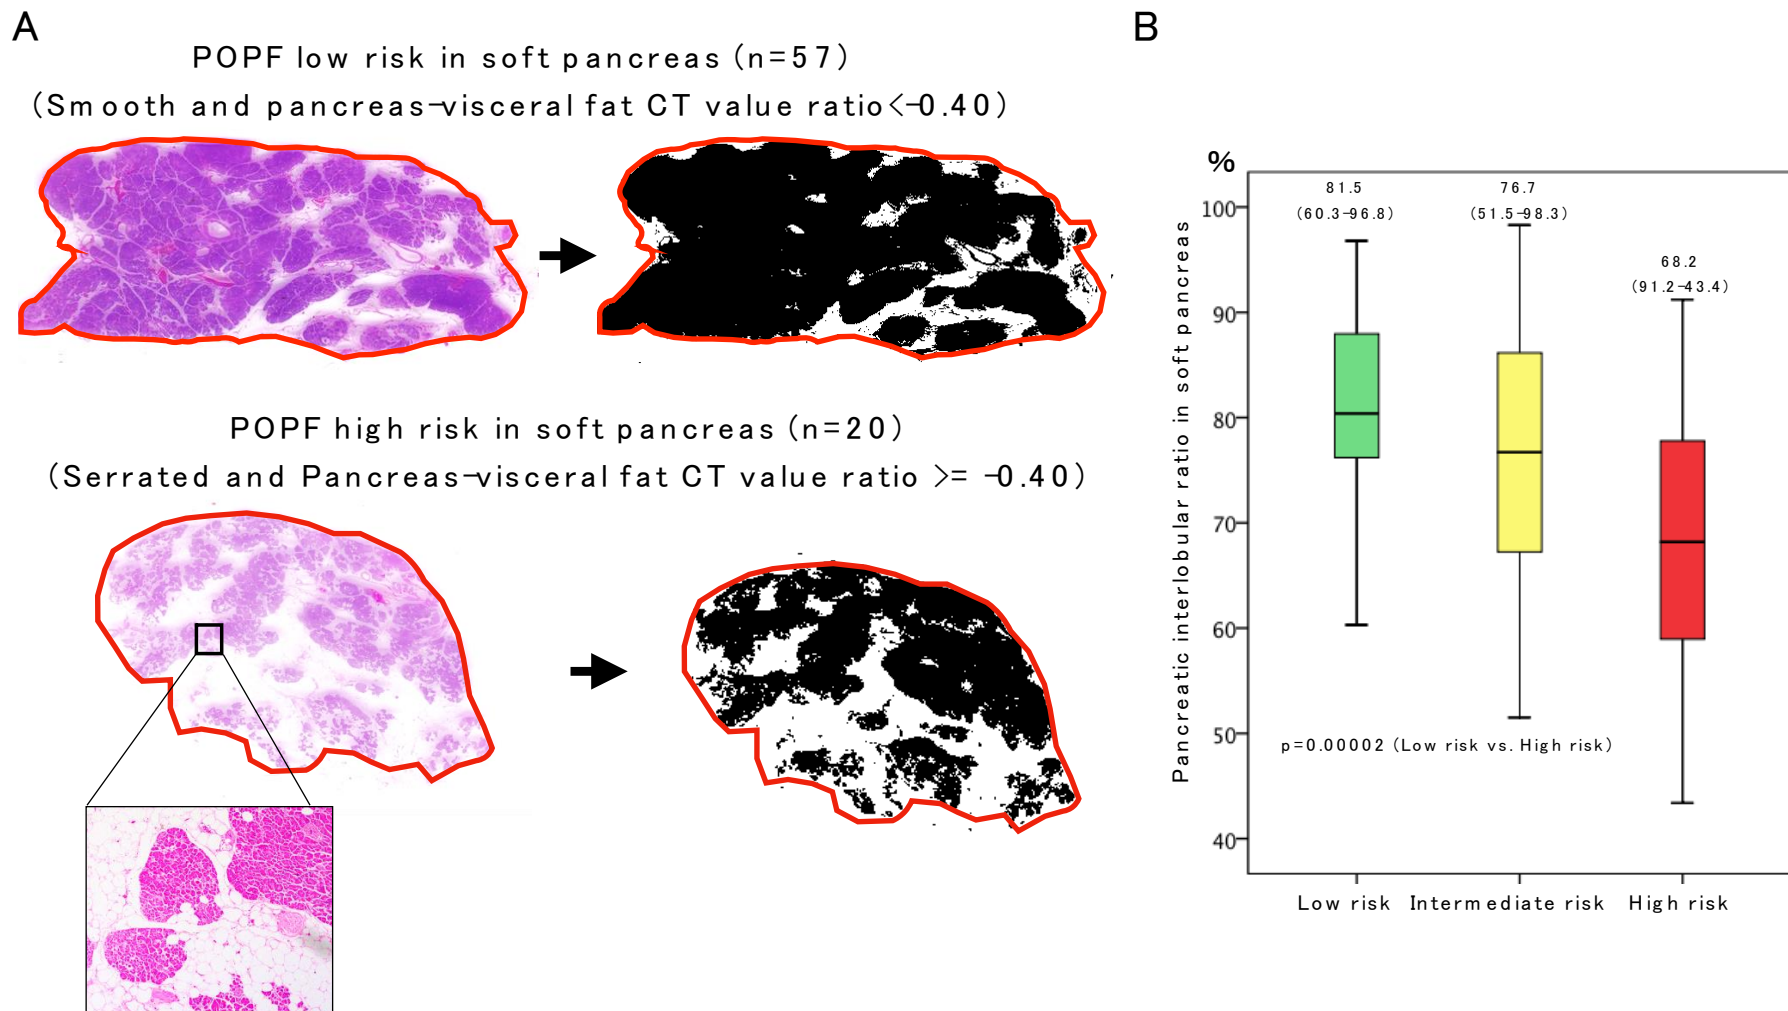 A
POPF low risk in soft pancreas (n=57)
(Smooth and pancreas-visceral fat CT value ratio<-0.40)
POPF high risk in soft pancreas (n=20)
(Serrated and Pancreas-visceral fat CT value ratio >= -0.40)
B
%
Pancreatic interlobular ratio in soft pancreas
100
90
80
70
60
50
40
81.5
(60.3-96.8)
76.7
(51.5-98.3)
68.2
(91.2-43.4)
p=0.00002 (Low risk vs. High risk)
Low risk
Intermediate risk
High risk